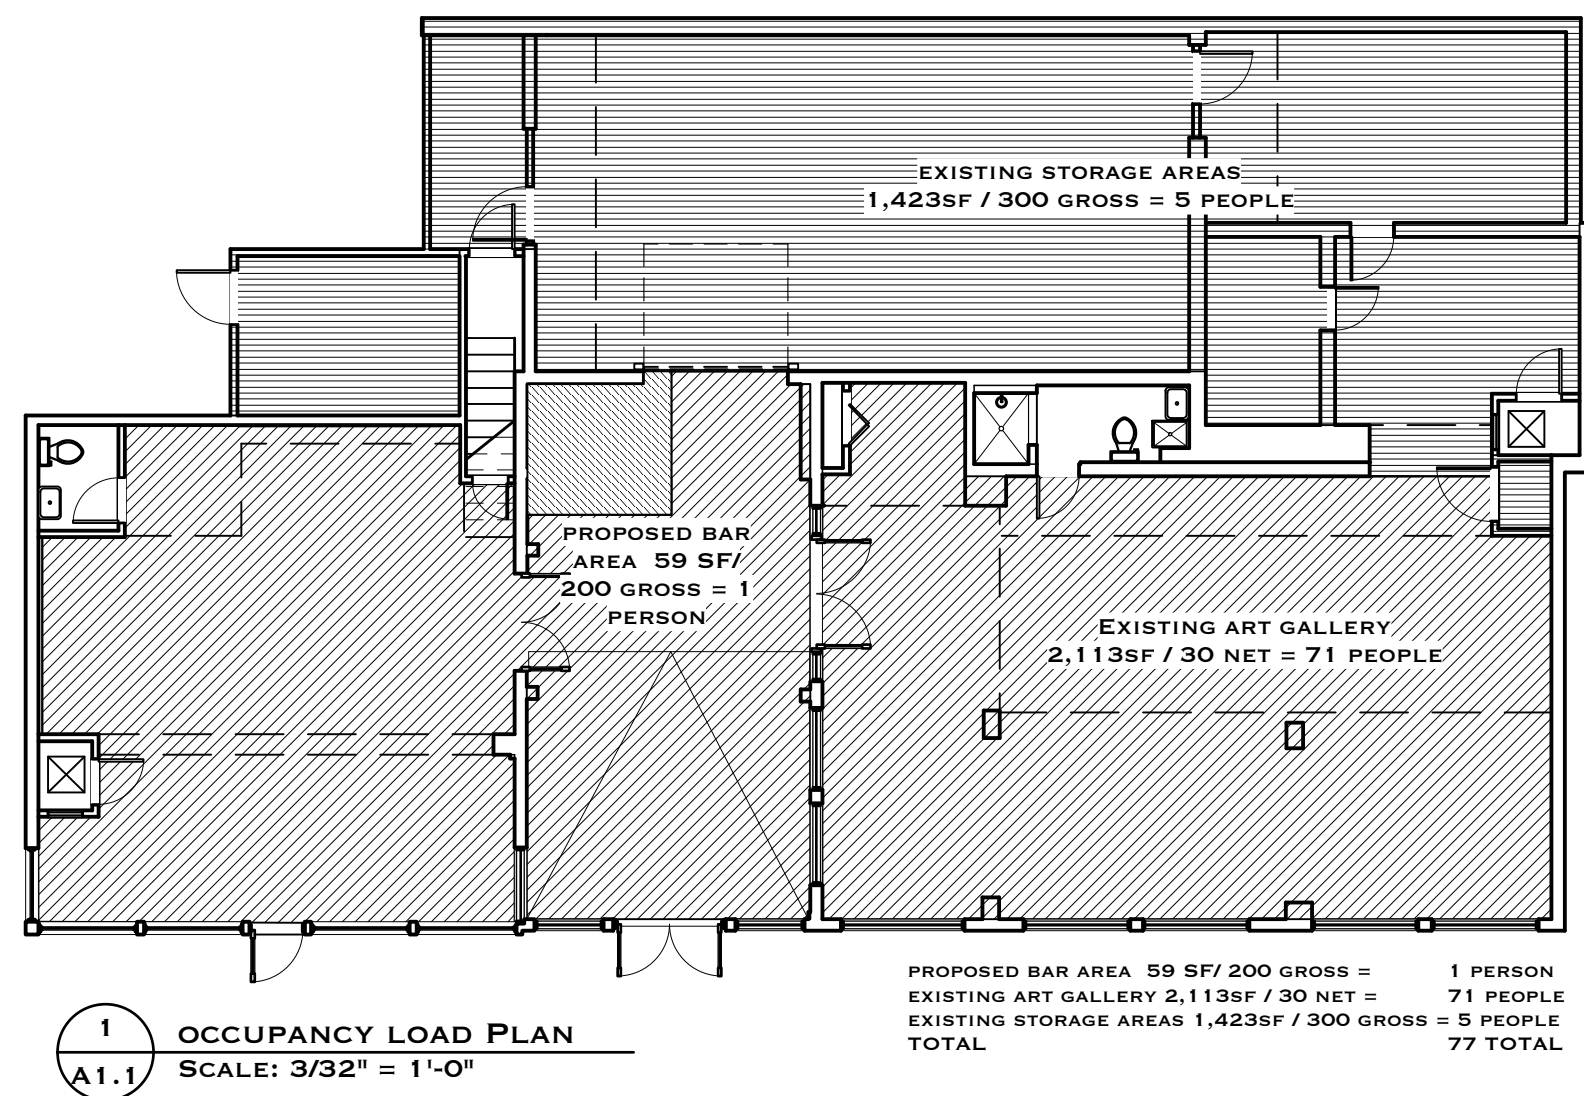 EXISTING STORAGE AREAS
1,423SF / 300 GROSS = 5 PEOPLE
PROPOSED BAR
AREA 59 SF/
200 GROSS = 1
PERSON
EXISTING ART GALLERY
2,113SF / 30 NET = 71 PEOPLE
PROPOSED BAR AREA 59 SF/ 200 GROSS = 1 PERSON
EXISTING ART GALLERY 2,113SF / 30 NET = 71 PEOPLE
EXISTING STORAGE AREAS 1,423SF / 300 GROSS = 5 PEOPLE
TOTAL 77 TOTAL
1
A1.1
OCCUPANCY LOAD PLAN
SCALE: 3/32" = 1'-0"